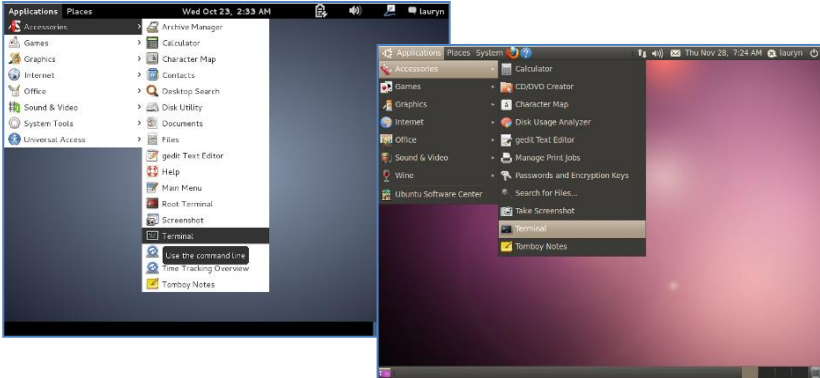 Applications Places Wed Oct 23, 2:33 AM lauryn
Accessories
Games
Graphics
Internet
Office
Sound & Video
System Tools
Universal Access
Archive Manager
Calculator
Character Map
Contacts
Desktop Search
Disk Utility
Documents
Files
gedit Text Editor
Help
Main Menu
Root Terminal
Screenshot
Terminal
Use the command line
Time Tracking Overview
Tomboy Notes
Applications Places System Thu Nov 28, 7:24 AM lauryn
Accessories
Games
Graphics
Internet
Office
Sound & Video
Wine
Ubuntu Software Center
Calculator
CD/DVD Creator
Character Map
Disk Usage Analyzer
gedit Text Editor
Manage Print Jobs
Passwords and Encryption Keys
Search for Files...
Take Screenshot
Terminal
Tomboy Notes